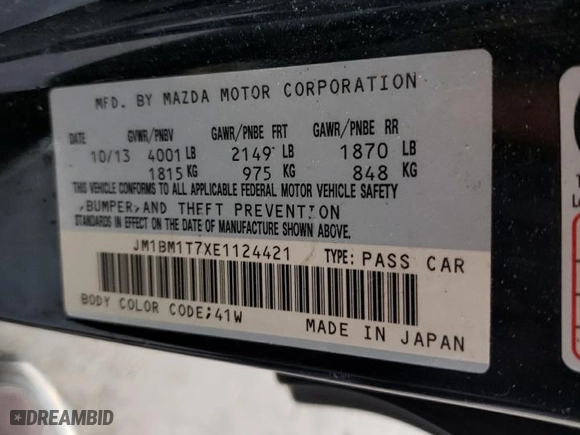 MFD. BY MAZDA MOTOR CORPORATION
DATE GVWR/PNBV GAWR/PNBE FRT GAWR/PNBE RR
10/13 4001 LB 2149 LB 1870 LB
1815 KG 975 KG 848 KG
THIS VEHICLE CONFORMS TO ALL APPLICABLE FEDERAL MOTOR VEHICLE SAFETY
,BUMPER,AND THEFT PREVENTION
STANDARDS IN EFFECT ON THE DATE OF MANUFACTURE SHOWN ABOVE.
JM1BM1T7XE1124421 TYPE: PASS CAR
BODY COLOR CODE;41W
MADE IN JAPAN
DREAMBID